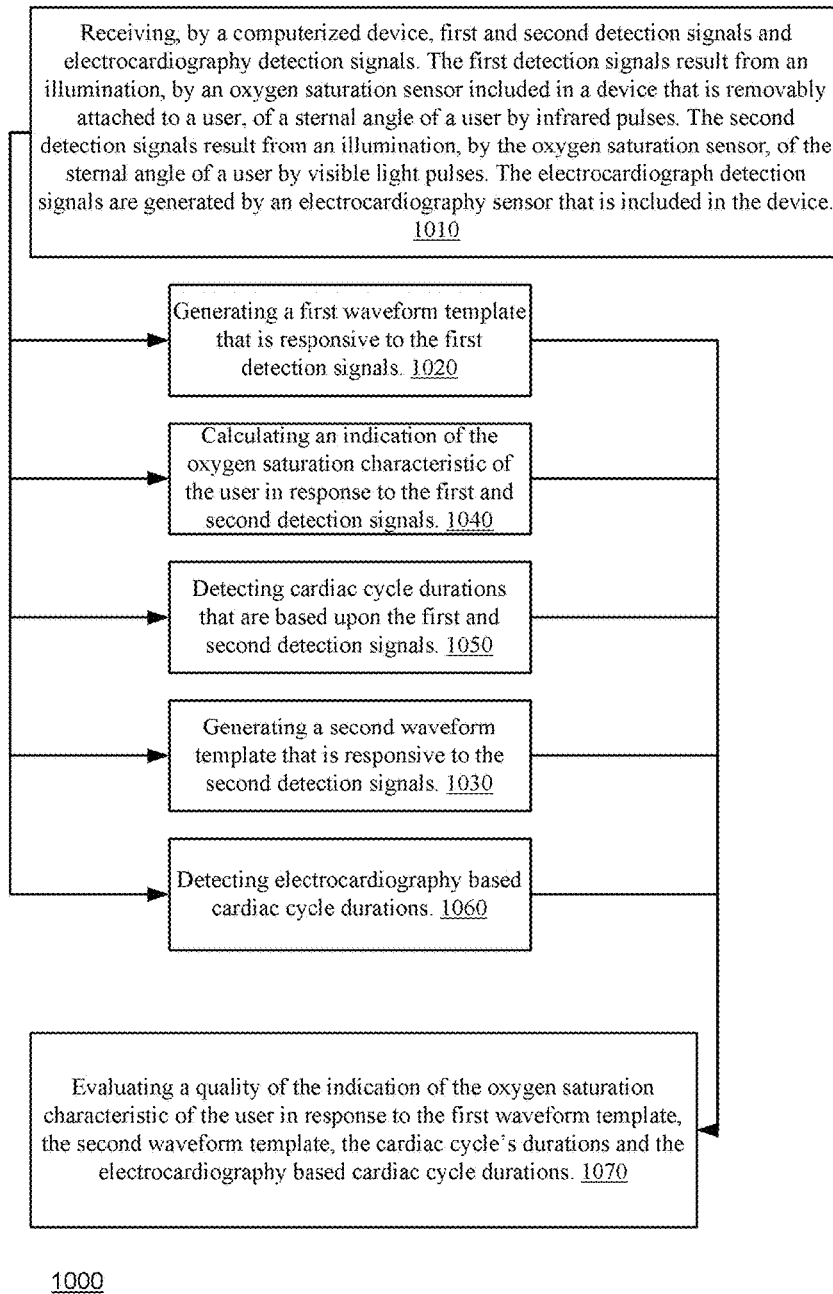 Receiving, by a computerized device, first and second detection signals and
electrocardiography detection signals. The first detection signals result from an
illumination, by an oxygen saturation sensor included in a device that is removably
attached to a user, of a sternal angle of a user by infrared pulses. The second
detection signals result from an illumination, by the oxygen saturation sensor, of the
sternal angle of a user by visible light pulses. The electrocardiograph detection
signals are generated by an electrocardiography sensor that is included in the device.
1010
Generating a first waveform template
that is responsive to the first
detection signals. 1020
Calculating an indication of the
oxygen saturation characteristic of
the user in response to the first and
second detection signals. 1040
Detecting cardiac cycle durations
that are based upon the first and
second detection signals. 1050
Generating a second waveform
template that is responsive to the
second detection signals. 1030
Detecting electrocardiography based
cardiac cycle durations. 1060
Evaluating a quality of the indication of the oxygen saturation
characteristic of the user in response to the first waveform template,
the second waveform template, the cardiac cycle's durations and the
electrocardiography based cardiac cycle durations. 1070
1000